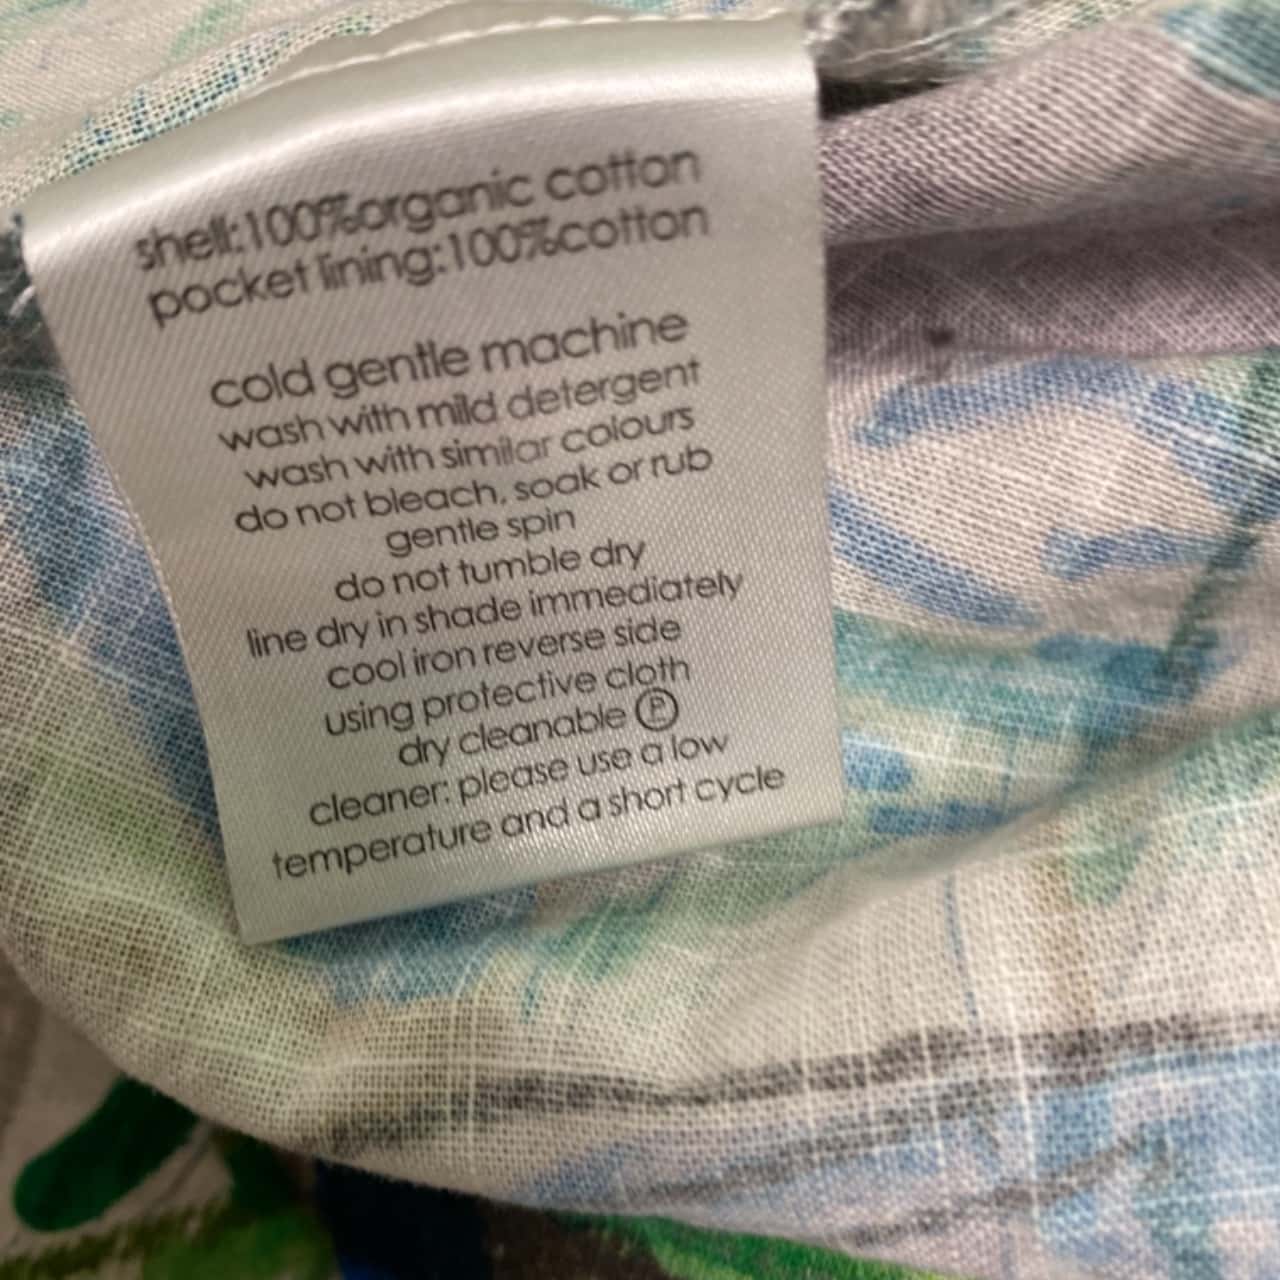 shell:100%organic cotton
pocket lining:100%cotton
cold gentle machine
wash with mild detergent
wash with similar colours
do not bleach, soak or rub
gentle spin
do not tumble dry
line dry in shade immediately
cool iron reverse side
using protective cloth
dry cleanable Ⓟ
cleaner: please use a low
temperature and a short cycle